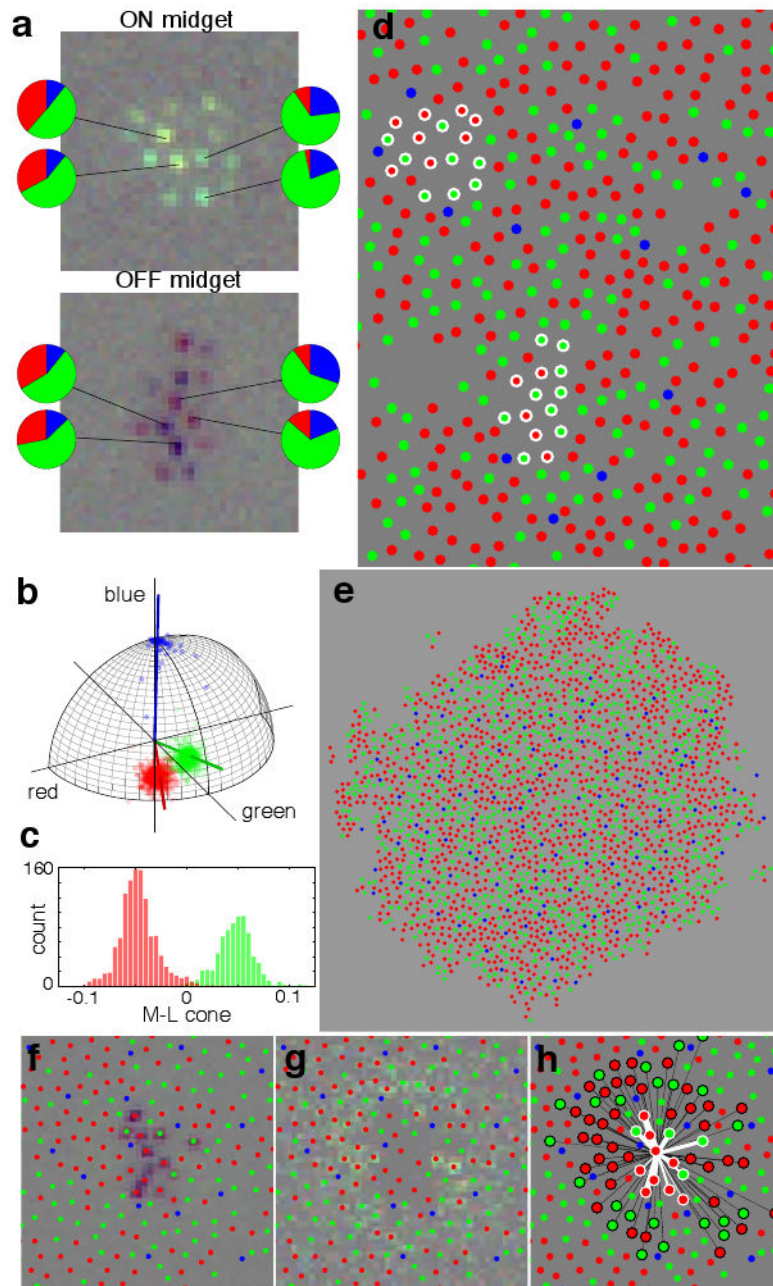 a
ON midget
OFF midget
d
b
blue
red
green
c
160
count
0
-0.1
0
0.1
M-L cone
e
f
g
h